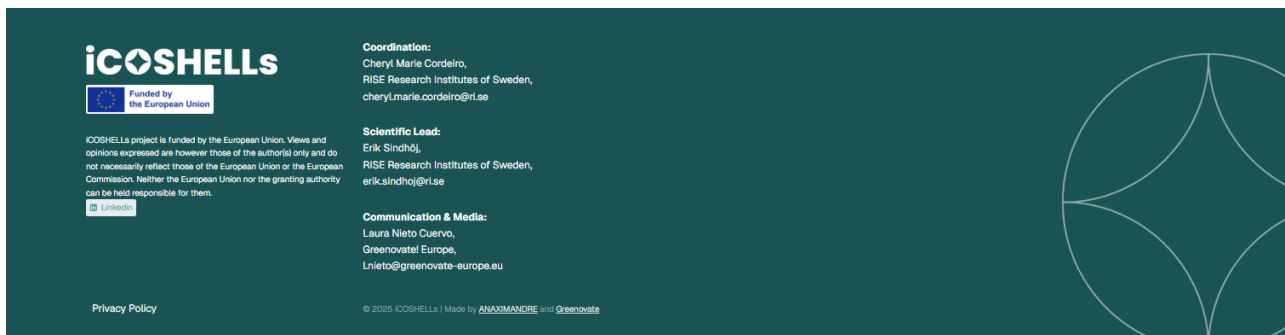 iCOSHELLs
Funded by
the European Union
iCOSHELLs project is funded by the European Union. Views and
opinions expressed are however those of the author(s) only and do
not necessarily reflect those of the European Union or the European
Commission. Neither the European Union nor the granting authority
can be held responsible for them.
Linkedin
Coordination:
Cheryl Marie Cordeiro,
RISE Research Institutes of Sweden,
cheryl.marie.cordeiro@ri.se
Scientific Lead:
Erik Sindhöj,
RISE Research Institutes of Sweden,
erik.sindhoj@ri.se
Communication & Media:
Laura Nieto Cuervo,
Greenovate! Europe,
l.nieto@greenovate-europe.eu
Privacy Policy
© 2025 iCOSHELLs | Made by ANAXIMANDRE and Greenovate